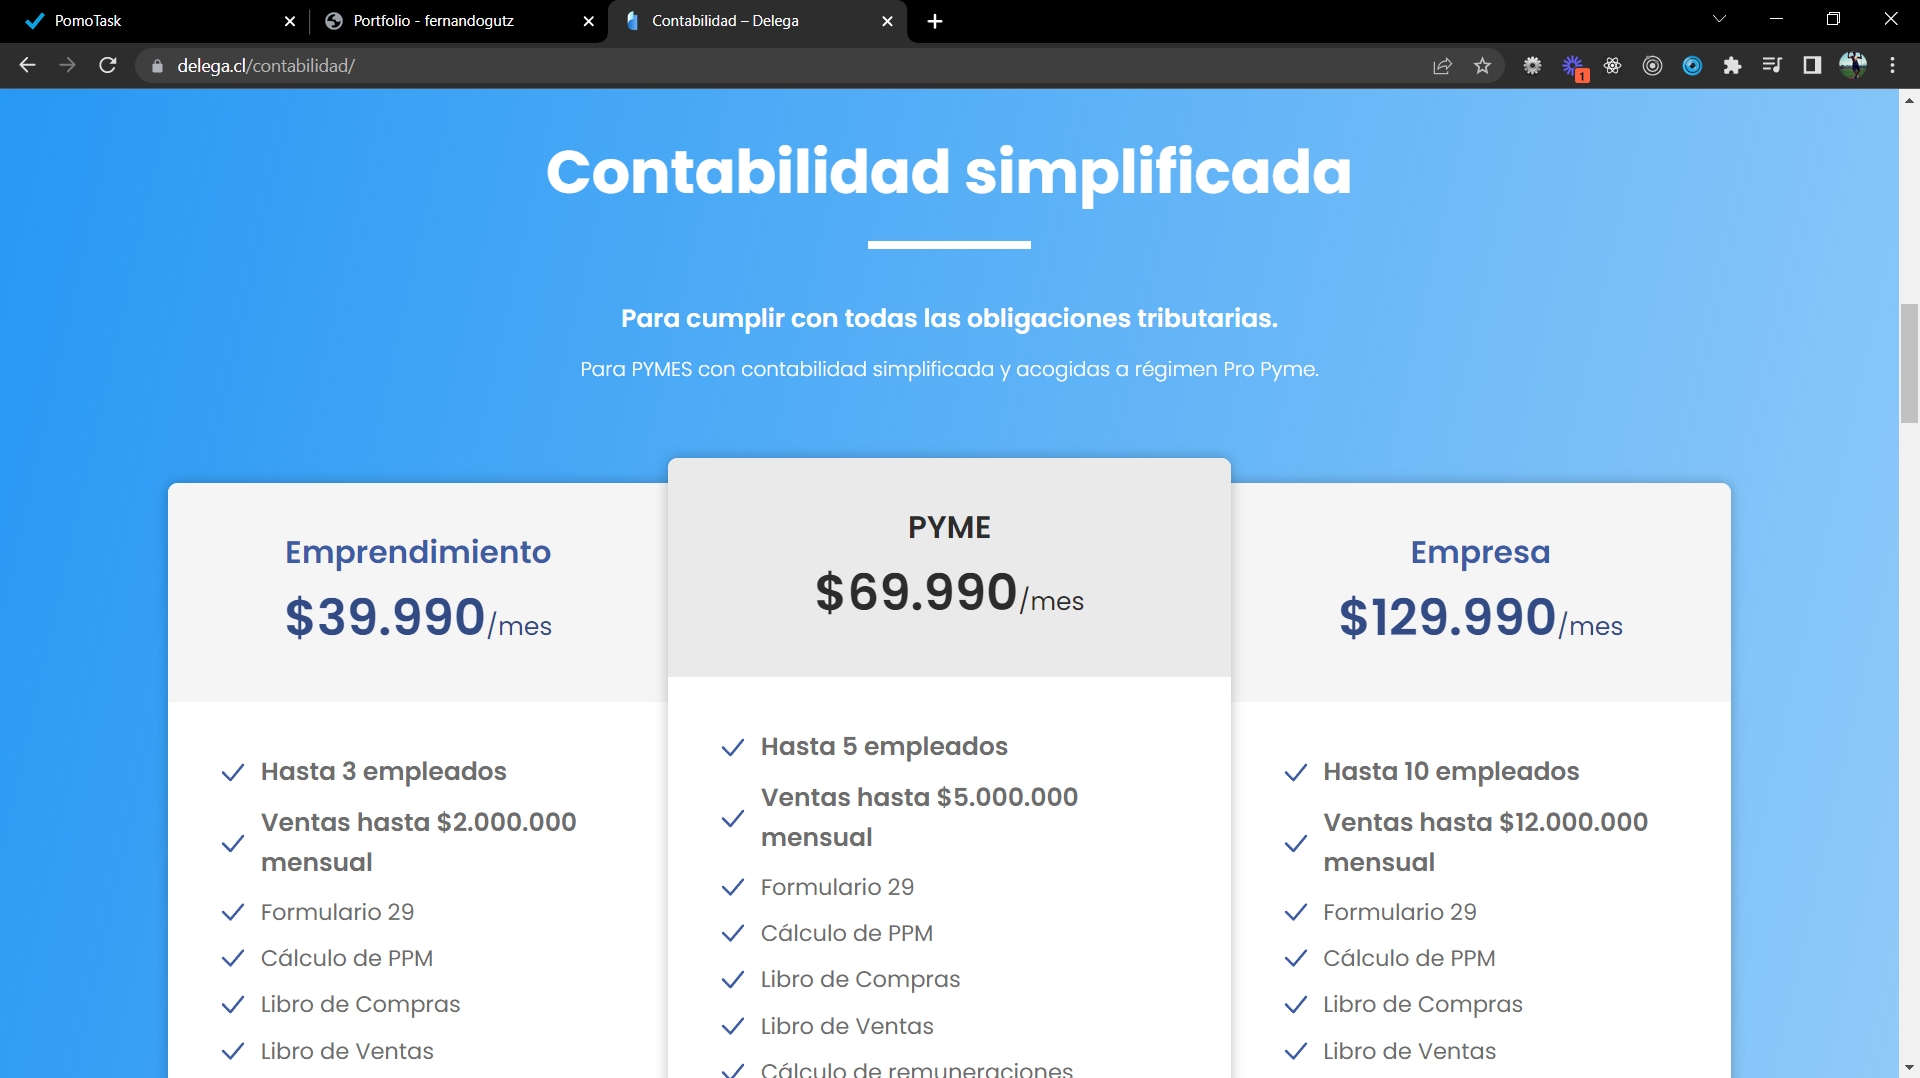 PomoTask
Portfolio - fernandogutz
Contabilidad – Delega
delega.cl/contabilidad/
1
Contabilidad simplificada
Para cumplir con todas las obligaciones tributarias.
Para PYMES con contabilidad simplificada y acogidas a régimen Pro Pyme.
Emprendimiento
$39.990/mes
Hasta 3 empleados
Ventas hasta $2.000.000
mensual
Formulario 29
Cálculo de PPM
Libro de Compras
Libro de Ventas
PYME
$69.990/mes
Hasta 5 empleados
Ventas hasta $5.000.000
mensual
Formulario 29
Cálculo de PPM
Libro de Compras
Libro de Ventas
Cálculo de remuneraciones
Empresa
$129.990/mes
Hasta 10 empleados
Ventas hasta $12.000.000
mensual
Formulario 29
Cálculo de PPM
Libro de Compras
Libro de Ventas